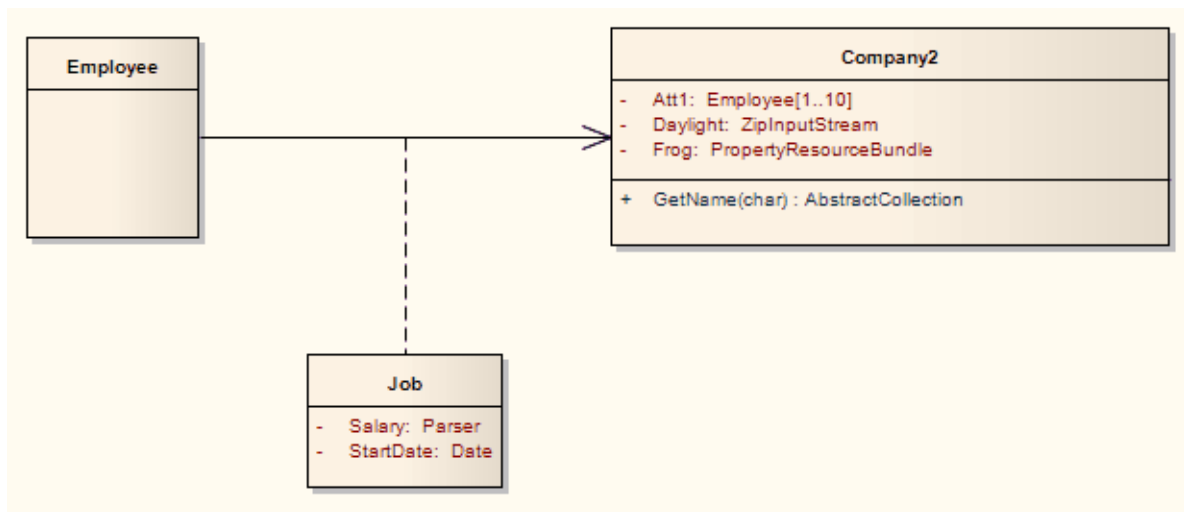 Employee
Company2
- Att1: Employee[1..10]
- Daylight: ZipInputStream
- Frog: PropertyResourceBundle
+ GetName(char) : AbstractCollection
Job
- Salary: Parser
- StartDate: Date